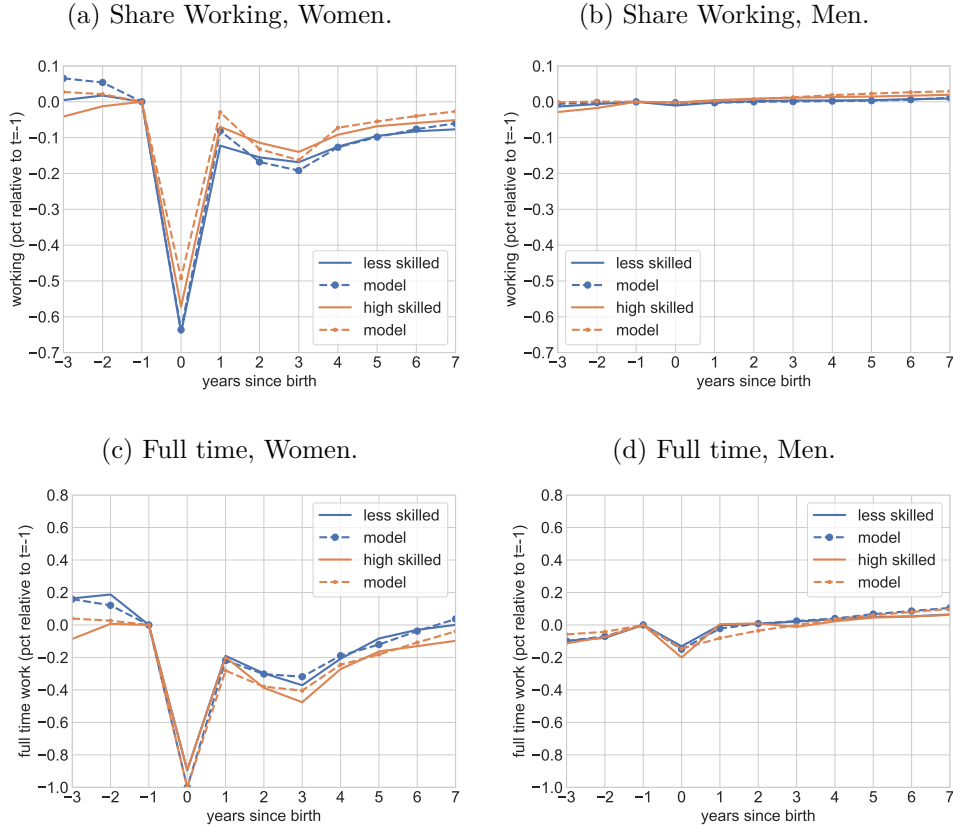 (a) Share Working, Women.
0.1
0.0
−0.1
−0.2
−0.3
−0.4
−0.5
−0.6
−0.7
working (pct relative to t=-1)
less skilled
model
high skilled
model
−3 −2 −1 0 1 2 3 4 5 6 7
years since birth
(b) Share Working, Men.
0.1
0.0
−0.1
−0.2
−0.3
−0.4
−0.5
−0.6
−0.7
working (pct relative to t=-1)
less skilled
model
high skilled
model
−3 −2 −1 0 1 2 3 4 5 6 7
years since birth
(c) Full time, Women.
0.8
0.6
0.4
0.2
0.0
−0.2
−0.4
−0.6
−0.8
−1.0
full time work (pct relative to t=-1)
less skilled
model
high skilled
model
−3 −2 −1 0 1 2 3 4 5 6 7
years since birth
(d) Full time, Men.
0.8
0.6
0.4
0.2
0.0
−0.2
−0.4
−0.6
−0.8
−1.0
full time work (pct relative to t=-1)
less skilled
model
high skilled
model
−3 −2 −1 0 1 2 3 4 5 6 7
years since birth